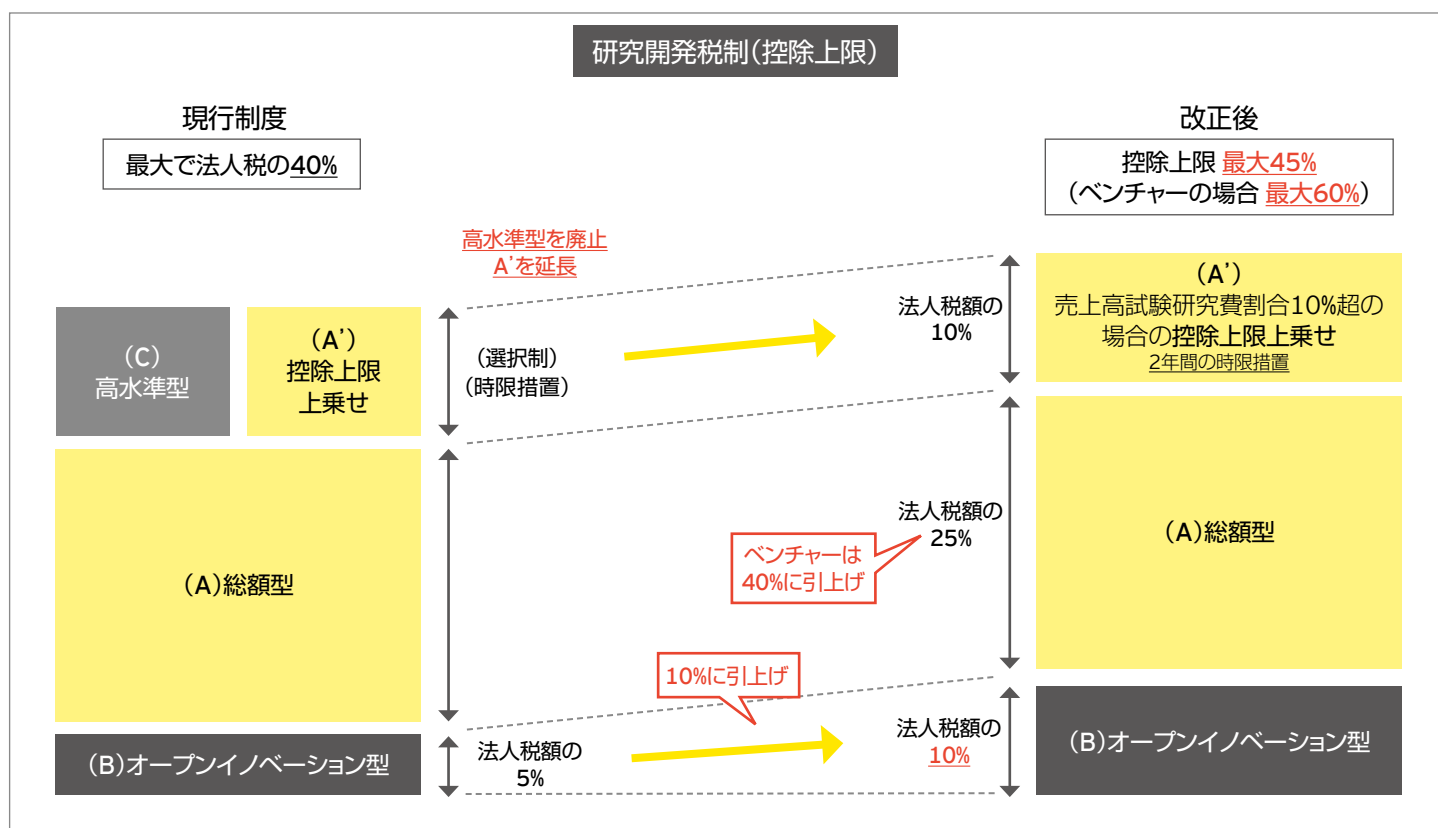 研究開発税制(控除上限)
現行制度
最大で法人税の40%
改正後
控除上限 最大45%
(ベンチャーの場合 最大60%)
高水準型を廃止
A’を延長
(C)
高水準型
(A’)
控除上限
上乗せ
(選択制)
(時限措置)
法人税額の
10%
(A’)
売上高試験研究費割合10%超の
場合の控除上限上乗せ
2年間の時限措置
(A)総額型
法人税額の
25%
ベンチャーは
40%に引上げ
(A)総額型
10%に引上げ
(B)オープンイノベーション型
法人税額の
5%
法人税額の
10%
(B)オープンイノベーション型